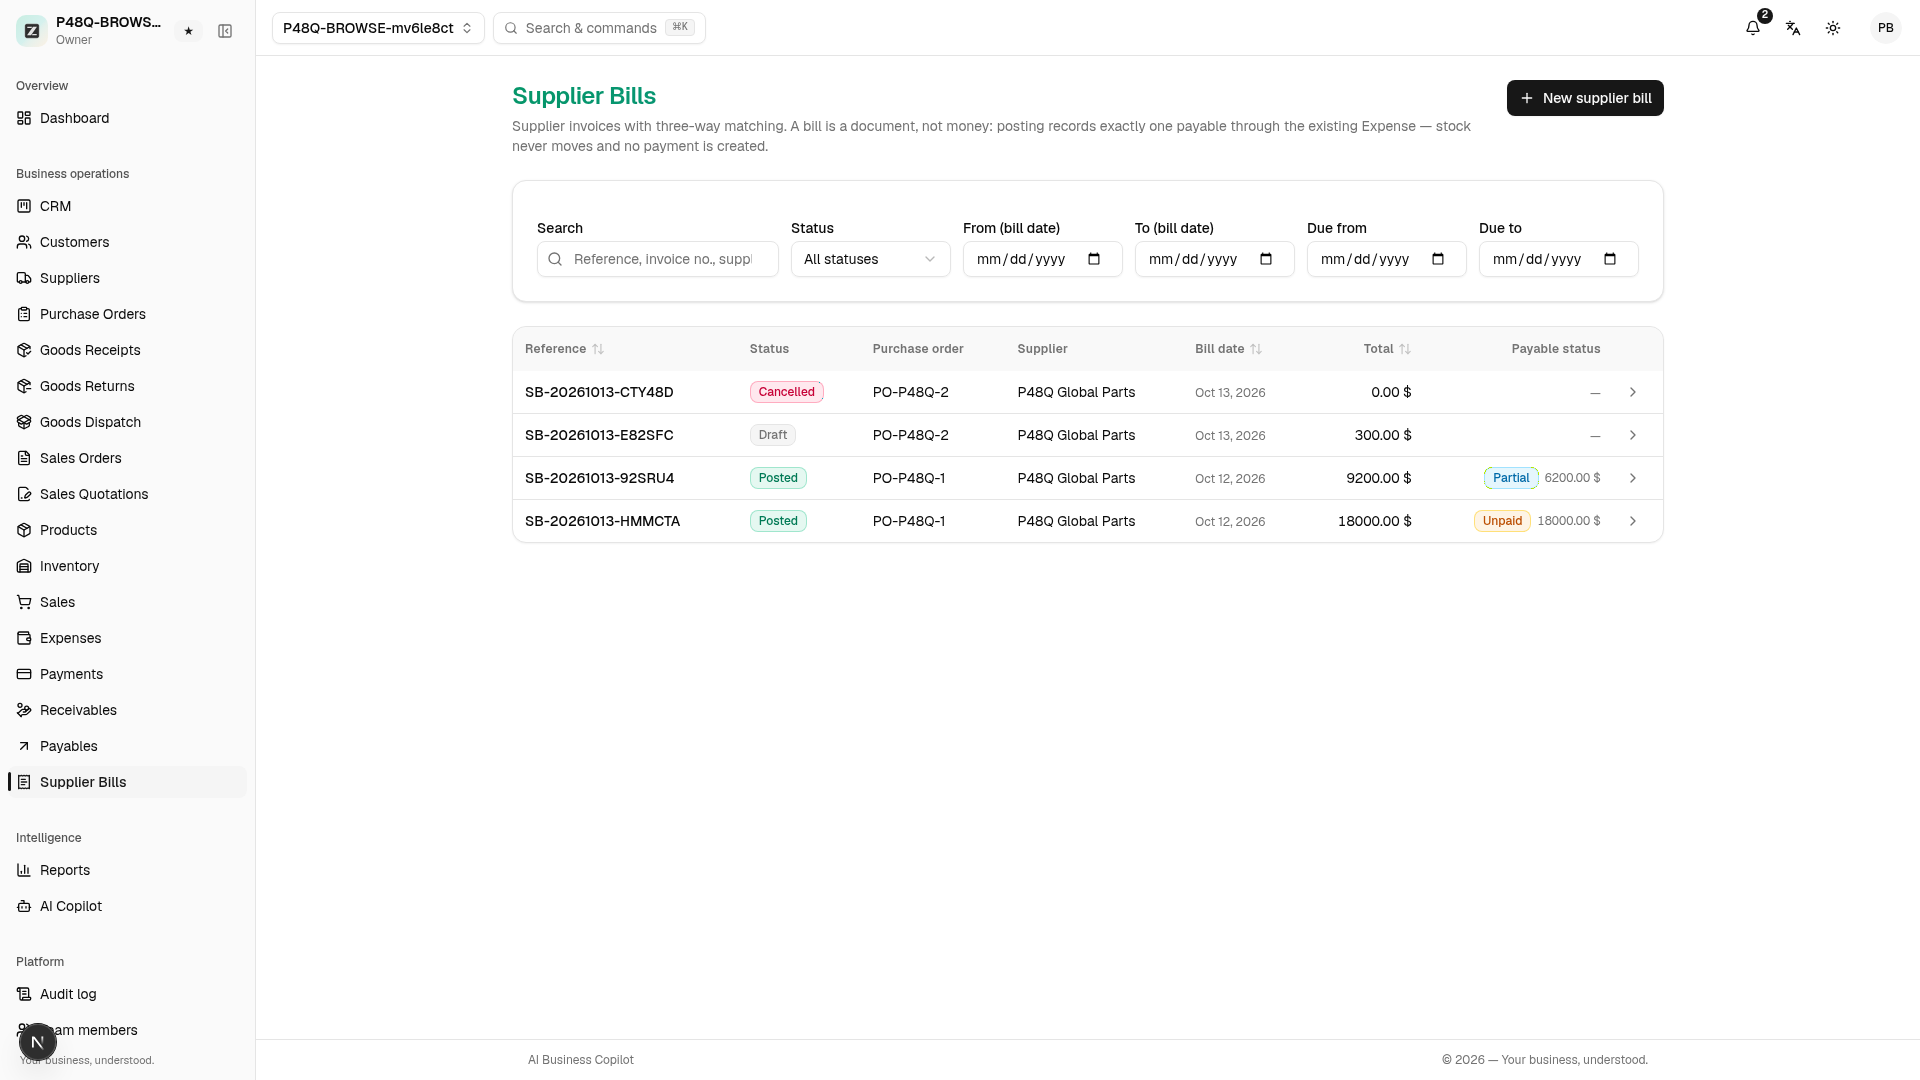 P48Q-BROWS...
Owner
★
P48Q-BROWSE-mv6le8ct
Search & commands ⌘K
2
PB
Overview
Dashboard
Business operations
CRM
Customers
Suppliers
Purchase Orders
Goods Receipts
Goods Returns
Goods Dispatch
Sales Orders
Sales Quotations
Products
Inventory
Sales
Expenses
Payments
Receivables
Payables
Supplier Bills
Intelligence
Reports
AI Copilot
Platform
Audit log
am members
business, understood.
Supplier Bills
New supplier bill
Supplier invoices with three-way matching. A bill is a document, not money: posting records exactly one payable through the existing Expense — stock
never moves and no payment is created.
Search Status From (bill date) To (bill date) Due from Due to
Reference, invoice no., suppl All statuses mm/dd/yyyy mm/dd/yyyy mm/dd/yyyy mm/dd/yyyy
Reference Status Purchase order Supplier Bill date Total Payable status
SB-20261013-CTY48D Cancelled PO-P48Q-2 P48Q Global Parts Oct 13, 2026 0.00 $ —
SB-20261013-E82SFC Draft PO-P48Q-2 P48Q Global Parts Oct 13, 2026 300.00 $ —
SB-20261013-92SRU4 Posted PO-P48Q-1 P48Q Global Parts Oct 12, 2026 9200.00 $ Partial 6200.00 $
SB-20261013-HMMCTA Posted PO-P48Q-1 P48Q Global Parts Oct 12, 2026 18000.00 $ Unpaid 18000.00 $
AI Business Copilot
© 2026 — Your business, understood.